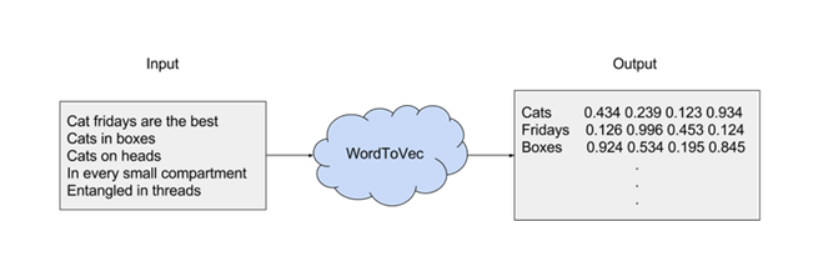 Input
Cat fridays are the best
Cats in boxes
Cats on heads
In every small compartment
Entangled in threads
WordToVec
Output
Cats 0.434 0.239 0.123 0.934
Fridays 0.126 0.996 0.453 0.124
Boxes 0.924 0.534 0.195 0.845
.
.
.